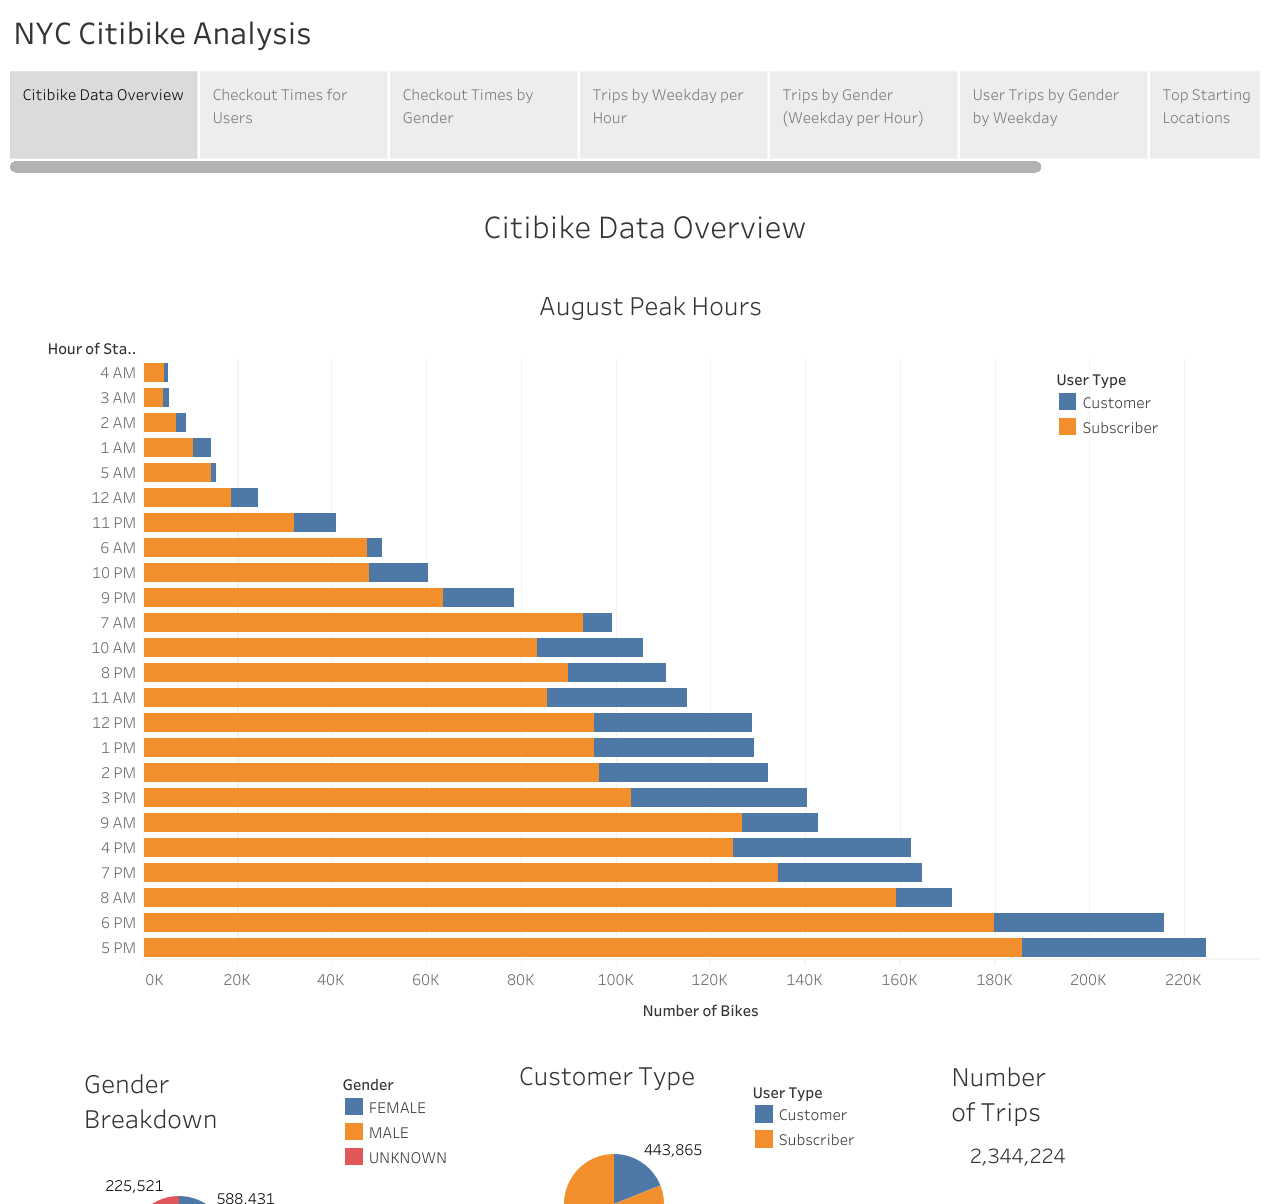 NYC Citibike Analysis
Citibike Data Overview
Checkout Times for
Users
Checkout Times by
Gender
Trips by Weekday per
Hour
Trips by Gender
(Weekday per Hour)
User Trips by Gender
by Weekday
Top Starting
Locations
Citibike Data Overview
August Peak Hours
Hour of Sta..
4 AM
3 AM
2 AM
1 AM
5 AM
12 AM
11 PM
6 AM
10 PM
9 PM
7 AM
10 AM
8 PM
11 AM
12 PM
1 PM
2 PM
3 PM
9 AM
4 PM
7 PM
8 AM
6 PM
5 PM
User Type
Customer
Subscriber
0K 20K 40K 60K 80K 100K 120K 140K 160K 180K 200K 220K
Number of Bikes
Gender
Breakdown
Gender
FEMALE
MALE
UNKNOWN
225,521
588,431
Customer Type
User Type
Customer
Subscriber
443,865
Number
of Trips
2,344,224